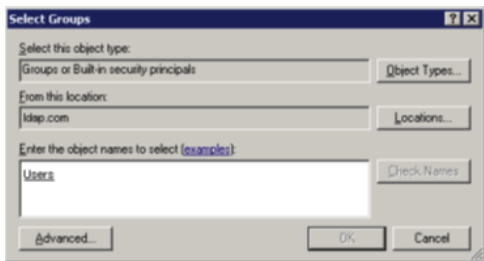 Select Groups
Select this object type:
Groups or Built-in security principals
Object Types...
From this location:
ldap.com
Locations...
Enter the object names to select (examples):
Users
Check Names
Advanced...
OK
Cancel